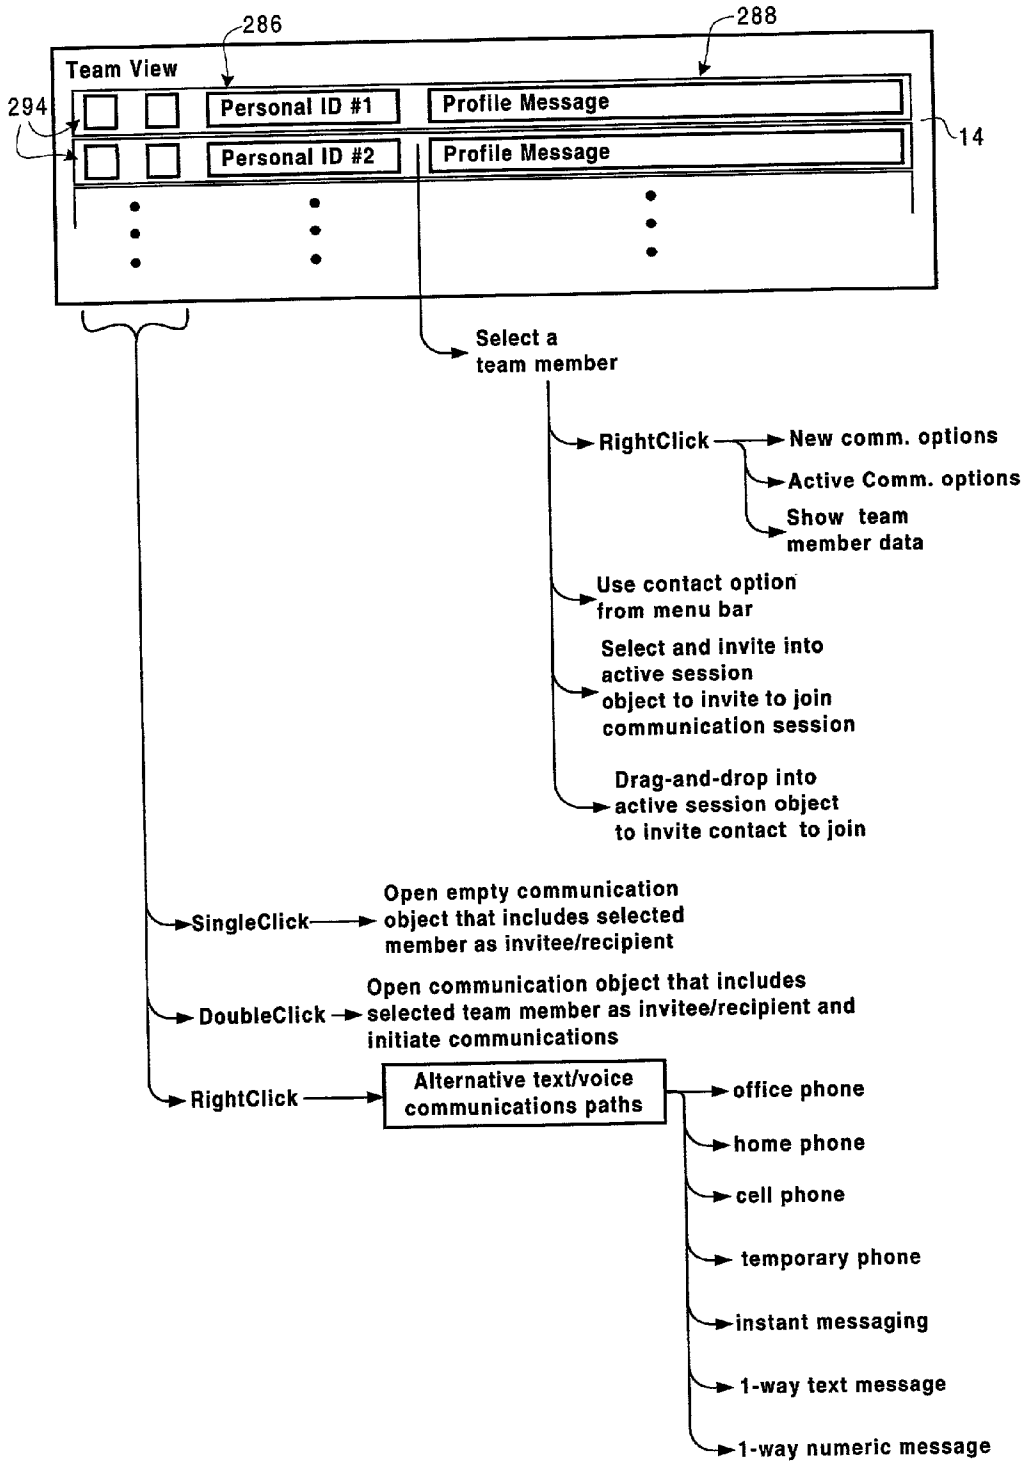 286
288
Team View
294
Personal ID #1
Profile Message
14
Personal ID #2
Profile Message
Select a
team member
RightClick
New comm. options
Active Comm. options
Show team
member data
Use contact option
from menu bar
Select and invite into
active session
object to invite to join
communication session
Drag-and-drop into
active session object
to invite contact to join
SingleClick
Open empty communication
object that includes selected
member as invitee/recipient
DoubleClick
Open communication object that includes
selected team member as invitee/recipient and
initiate communications
RightClick
Alternative text/voice
communications paths
office phone
home phone
cell phone
temporary phone
instant messaging
1-way text message
1-way numeric message